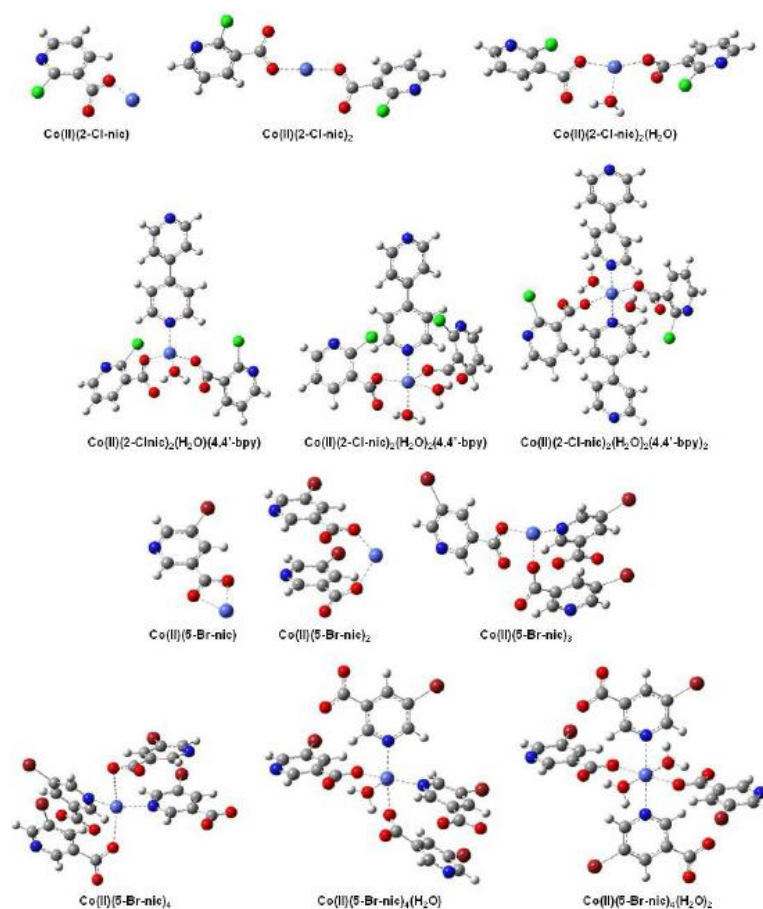 Co(II)(2-Cl-nic)
Co(II)(2-Cl-nic)₂
Co(II)(2-Cl-nic)₂(H₂O)
Co(II)(2-Clnic)₂(H₂O)(4,4'-bpy)
Co(II)(2-Cl-nic)₂(H₂O)₂(4,4'-bpy)
Co(II)(2-Cl-nic)₂(H₂O)₂(4,4'-bpy)₂
Co(II)(5-Br-nic)
Co(II)(5-Br-nic)₂
Co(II)(5-Br-nic)₃
Co(II)(5-Br-nic)₄
Co(II)(5-Br-nic)₄(H₂O)
Co(II)(5-Br-nic)₄(H₂O)₂